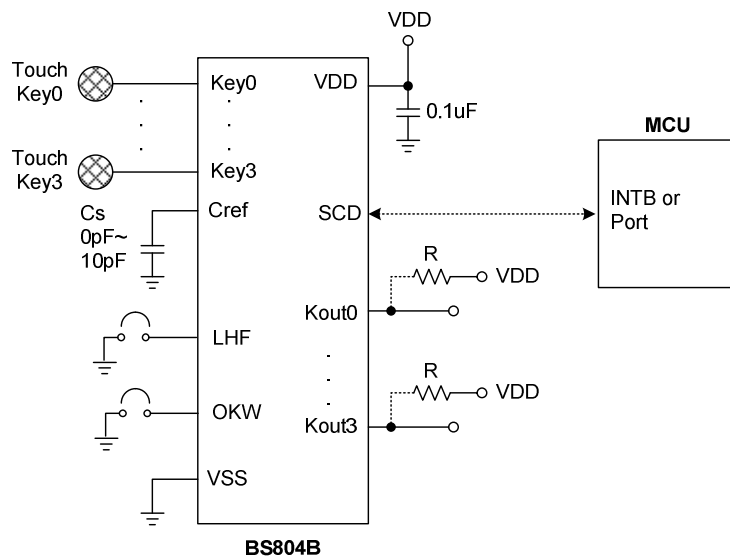 VDD
Touch
Key0
Key0
VDD
0.1uF
MCU
Touch
Key3
Key3
Cs
0pF~
10pF
Cref
SCD
INTB or
Port
R
VDD
Kout0
LHF
R
VDD
OKW
Kout3
VSS
BS804B